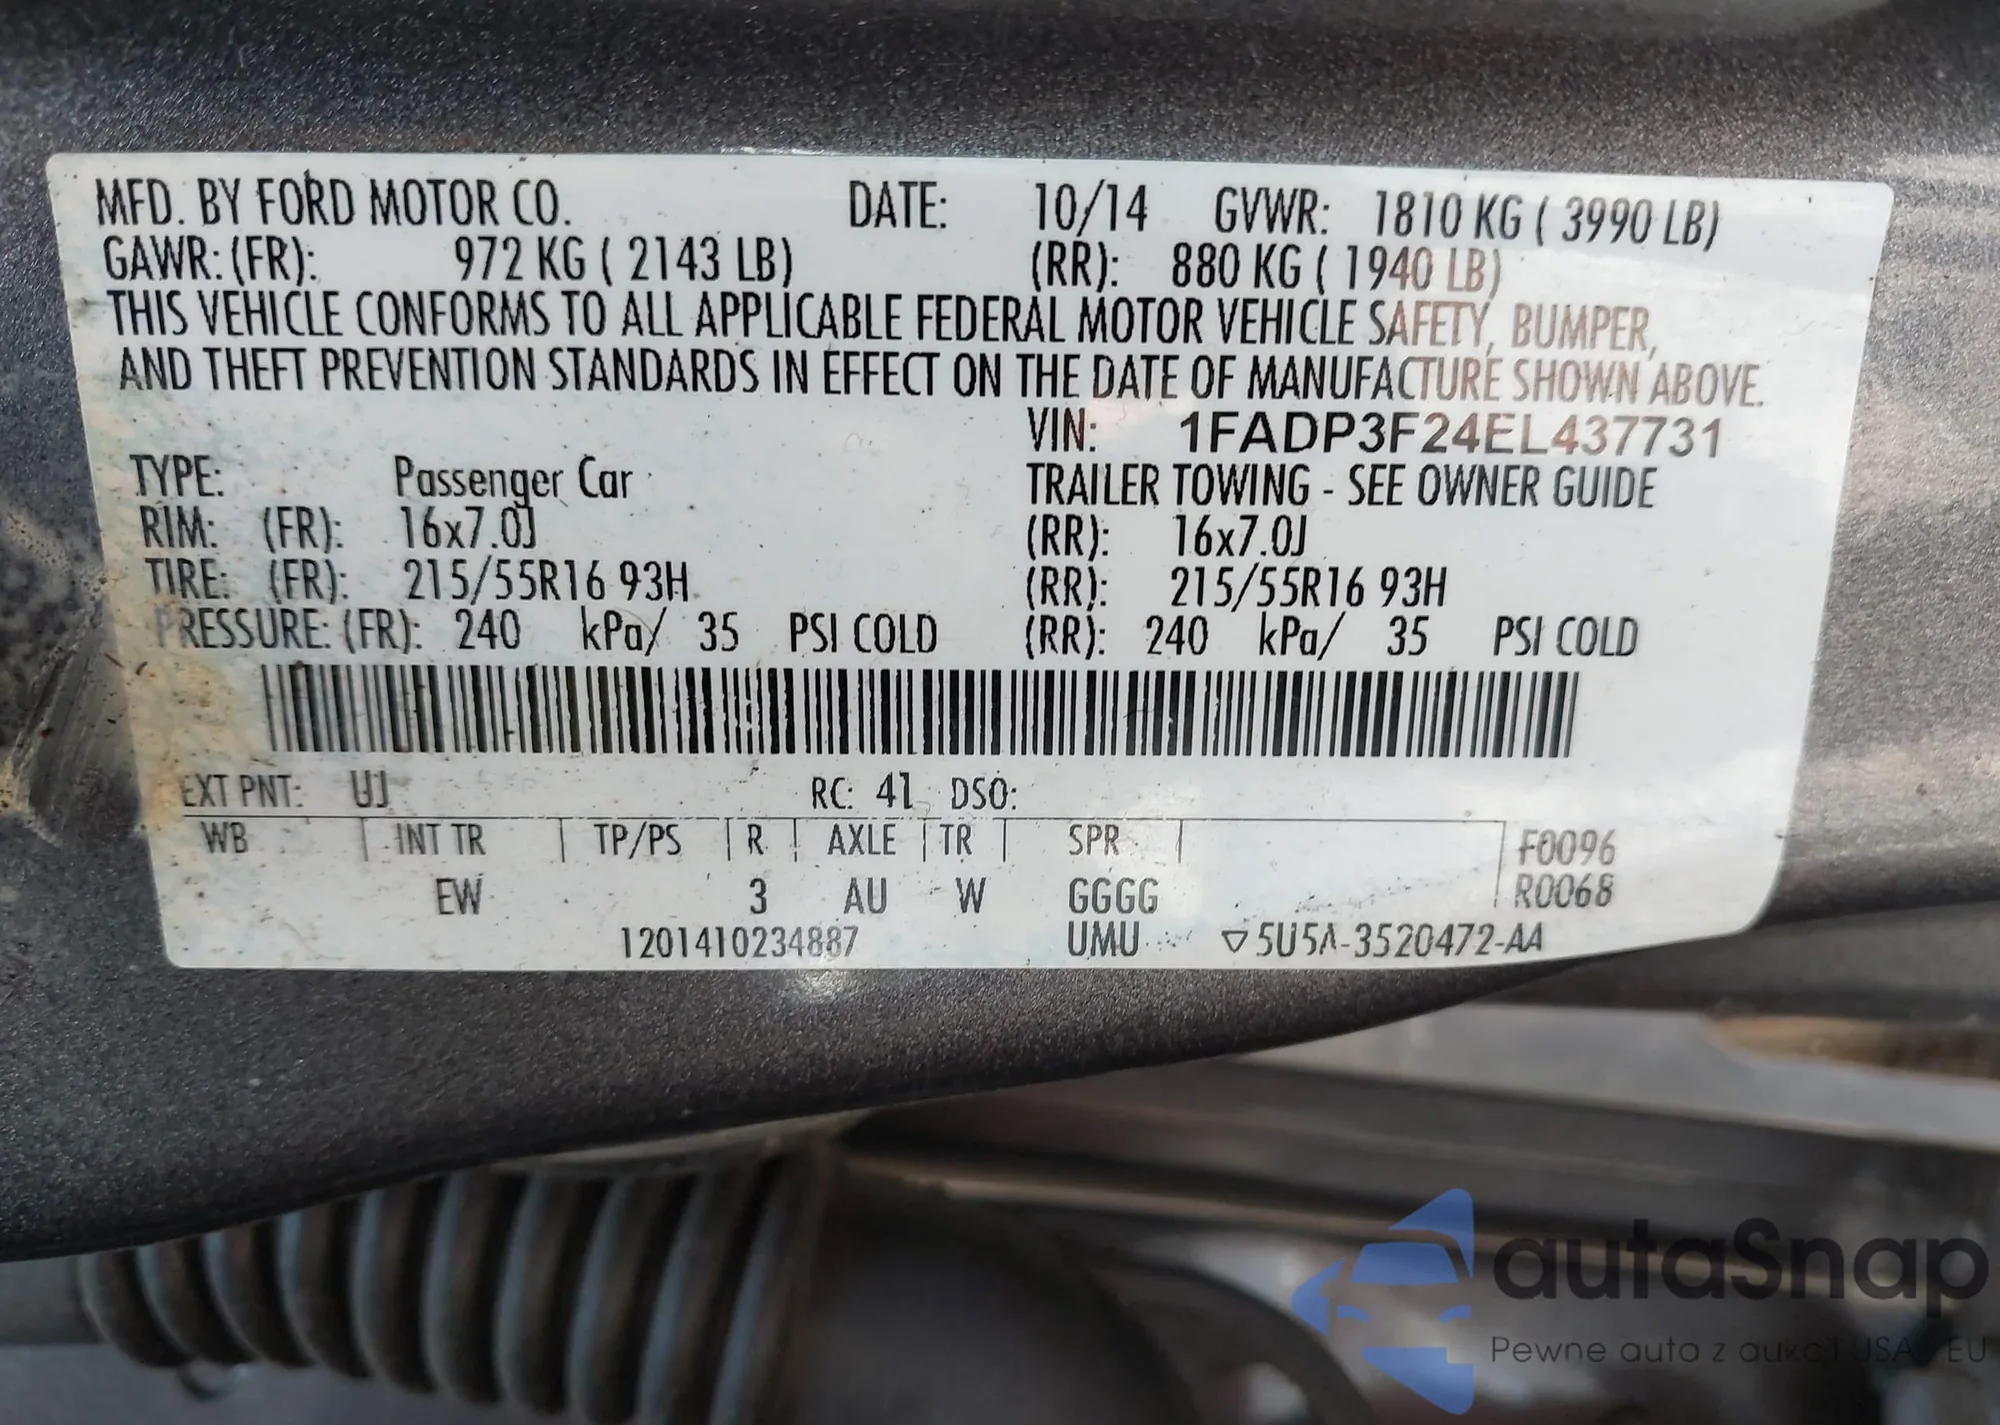 MFD. BY FORD MOTOR CO. DATE: 10/14 GVWR: 1810 KG ( 3990 LB)
GAWR: (FR): 972 KG ( 2143 LB) (RR): 880 KG ( 1940 LB)
THIS VEHICLE CONFORMS TO ALL APPLICABLE FEDERAL MOTOR VEHICLE SAFETY, BUMPER,
AND THEFT PREVENTION STANDARDS IN EFFECT ON THE DATE OF MANUFACTURE SHOWN ABOVE.
VIN: 1FADP3F24EL437731
TYPE: Passenger Car TRAILER TOWING - SEE OWNER GUIDE
RIM: (FR): 16x7.0J (RR): 16x7.0J
TIRE: (FR): 215/55R16 93H (RR): 215/55R16 93H
PRESSURE: (FR): 240 kPa/ 35 PSI COLD (RR): 240 kPa/ 35 PSI COLD
EXT PNT: UJ RC: 41 DSO:
WB INT TR TP/PS R AXLE TR SPR F0096
EW 3 AU W GGGG R0068
1201410234887 UMU ▽5U5A-3520472-AA
autaSnap
Pewne auta z aukcji USA i EU